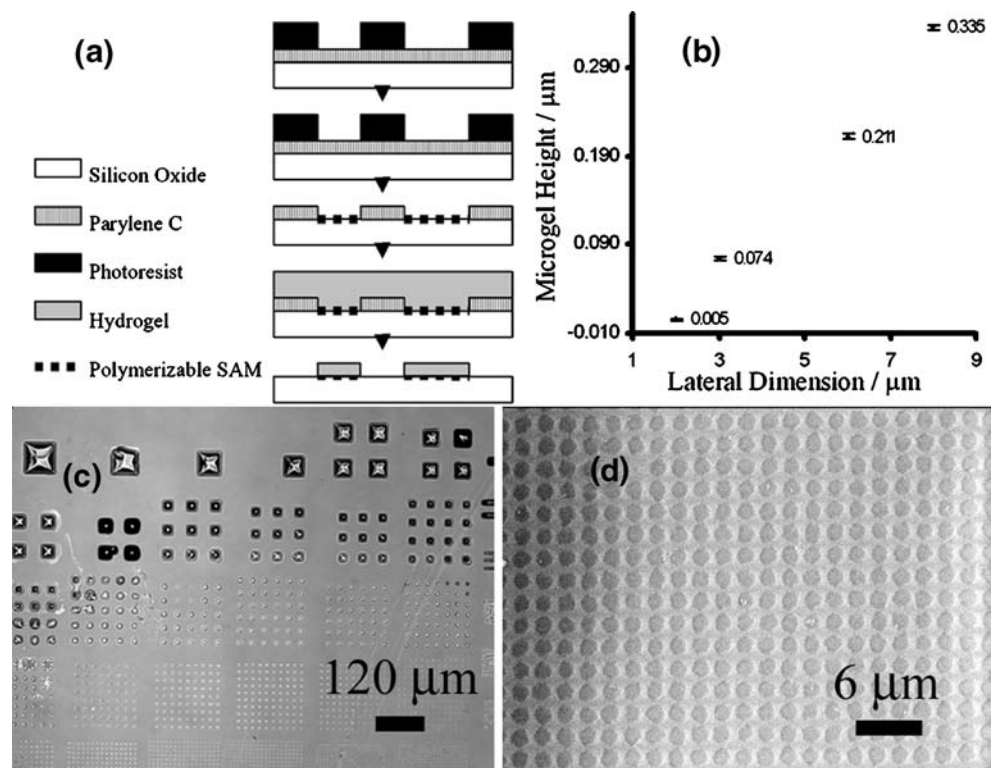 (a)
Silicon Oxide
Parylene C
Photoresist
Hydrogel
Polymerizable SAM
(b)
Microgel Height / μm
0.290
0.190
0.090
-0.010
0.335
0.211
0.074
0.005
1 3 5 7 9
Lateral Dimension / μm
(c)
120 μm
(d)
6 μm